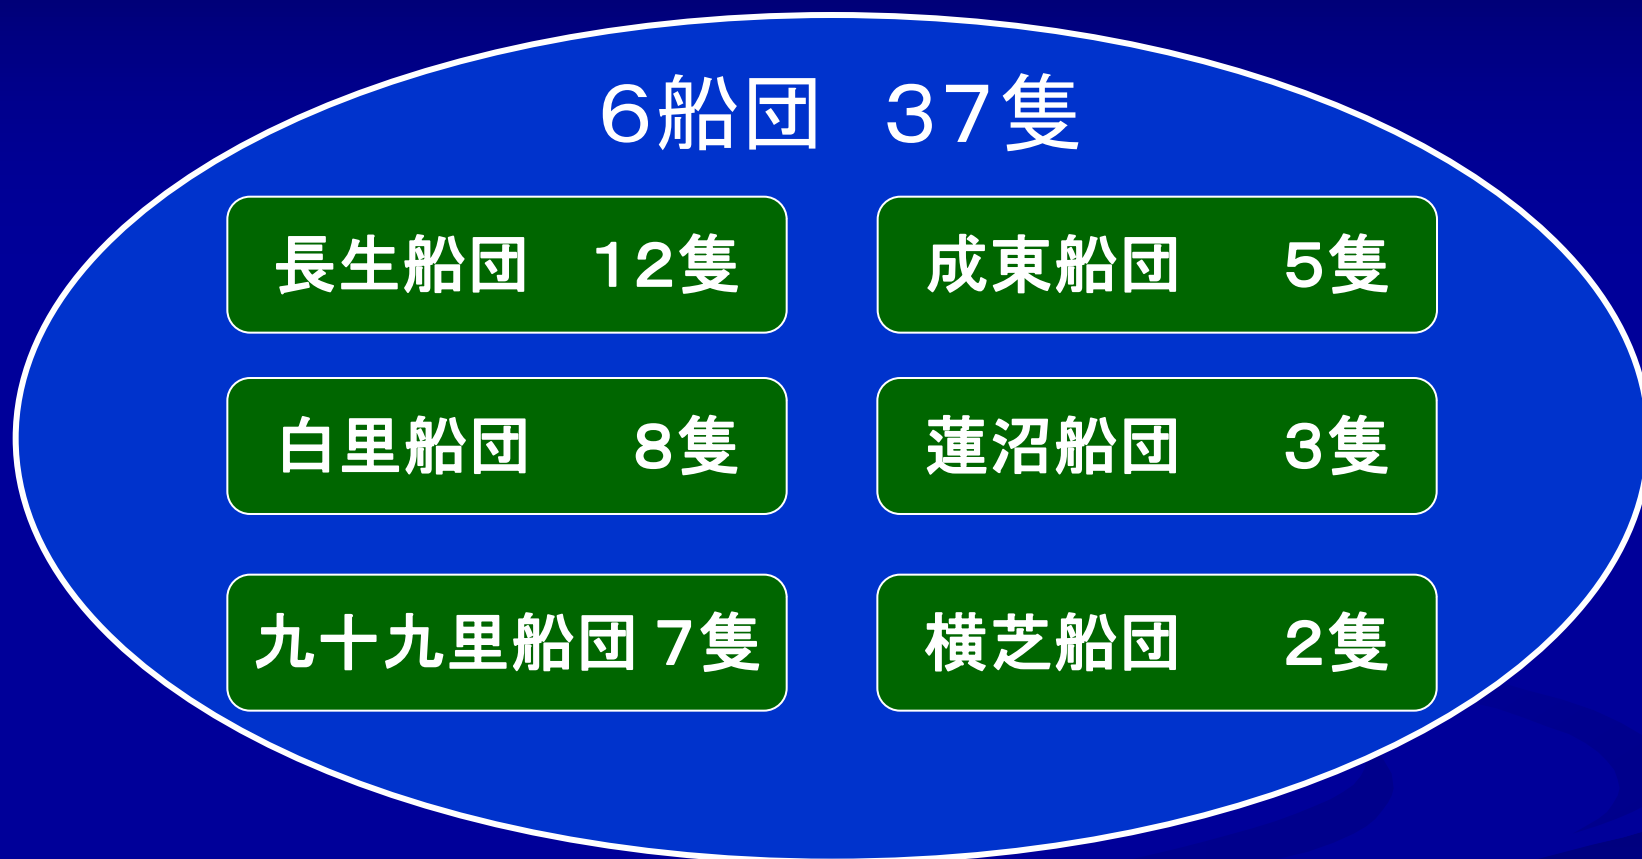 6船団　37隻
長生船団　12隻
成東船団　　5隻
白里船団　　8隻
蓮沼船団　　3隻
九十九里船団 7隻
横芝船団　　2隻